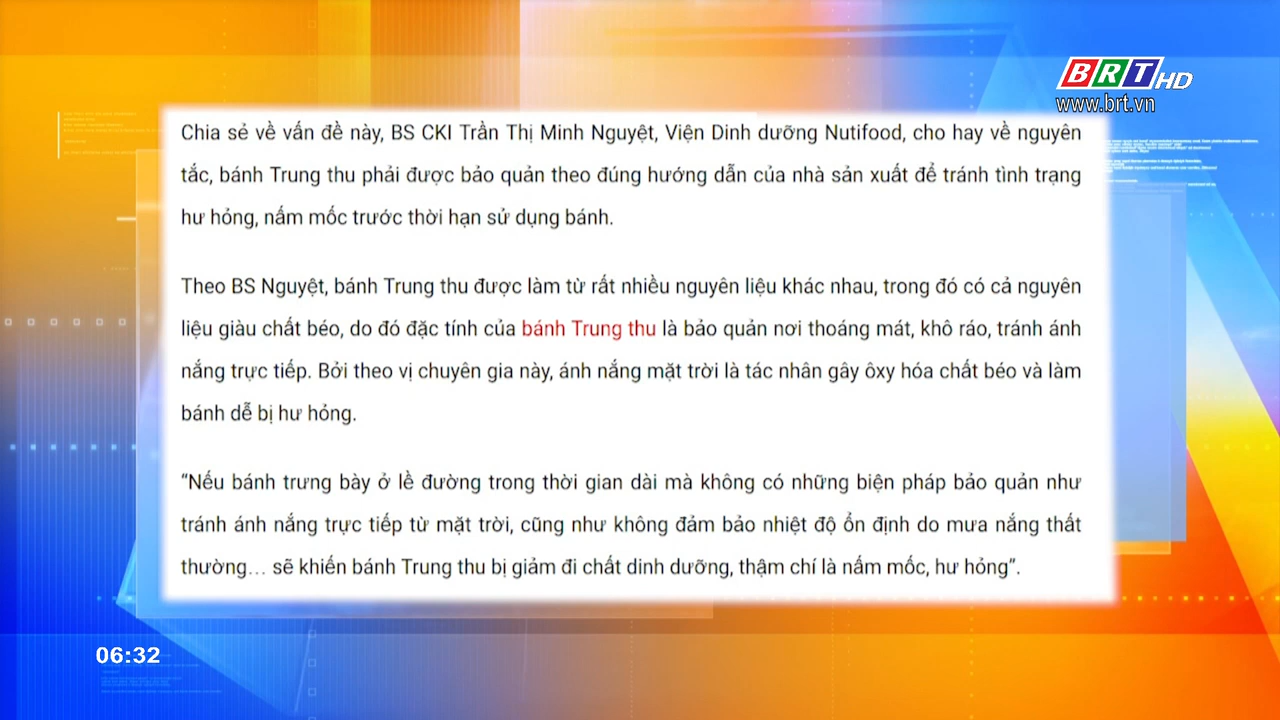 BRT HD
www.brt.vn
Chia sẻ về vấn đề này, BS CKI Trần Thị Minh Nguyệt, Viện Dinh dưỡng Nutifood, cho hay về nguyên
tắc, bánh Trung thu phải được bảo quản theo đúng hướng dẫn của nhà sản xuất để tránh tình trạng
hư hỏng, nấm mốc trước thời hạn sử dụng bánh.
Theo BS Nguyệt, bánh Trung thu được làm từ rất nhiều nguyên liệu khác nhau, trong đó có cả nguyên
liệu giàu chất béo, do đó đặc tính của bánh Trung thu là bảo quản nơi thoáng mát, khô ráo, tránh ánh
nắng trực tiếp. Bởi theo vị chuyên gia này, ánh nắng mặt trời là tác nhân gây ôxy hóa chất béo và làm
bánh dễ bị hư hỏng.
“Nếu bánh trưng bày ở lề đường trong thời gian dài mà không có những biện pháp bảo quản như
tránh ánh nắng trực tiếp từ mặt trời, cũng như không đảm bảo nhiệt độ ổn định do mưa nắng thất
thường… sẽ khiến bánh Trung thu bị giảm đi chất dinh dưỡng, thậm chí là nấm mốc, hư hỏng”.
06:32